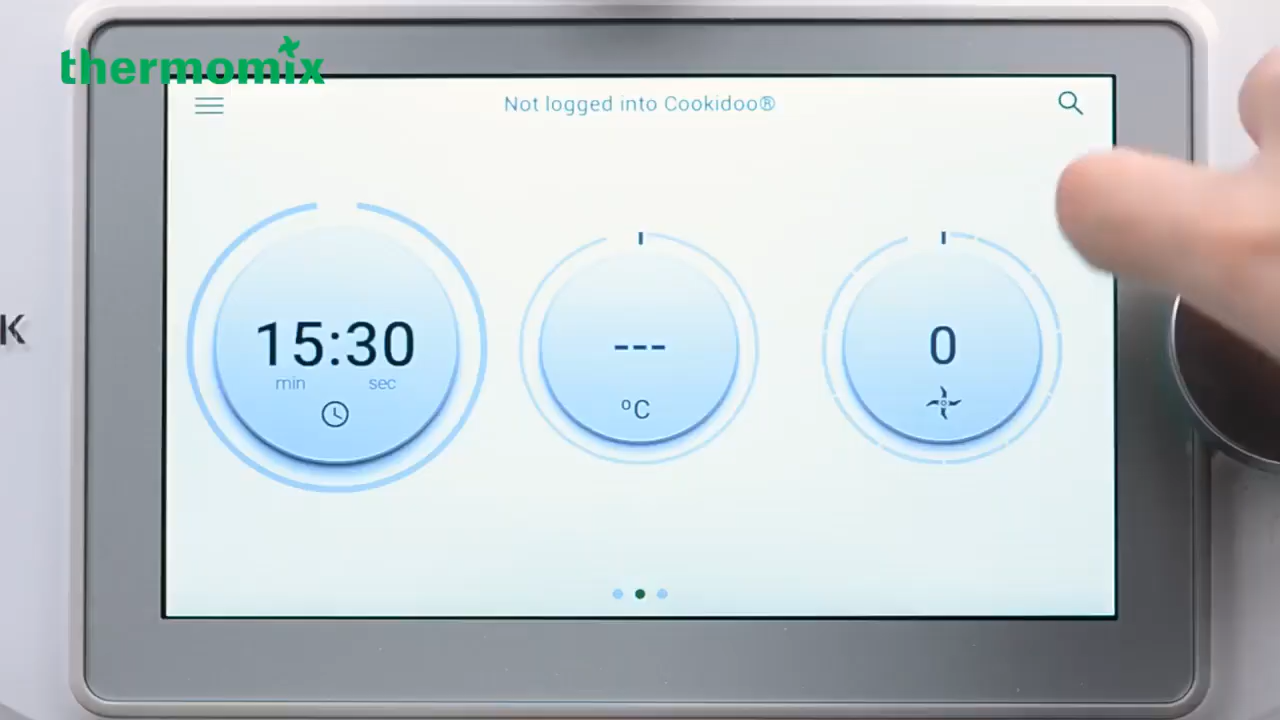 thermomix
Not logged into Cookidoo®
K
15:30
min sec
---
°C
0